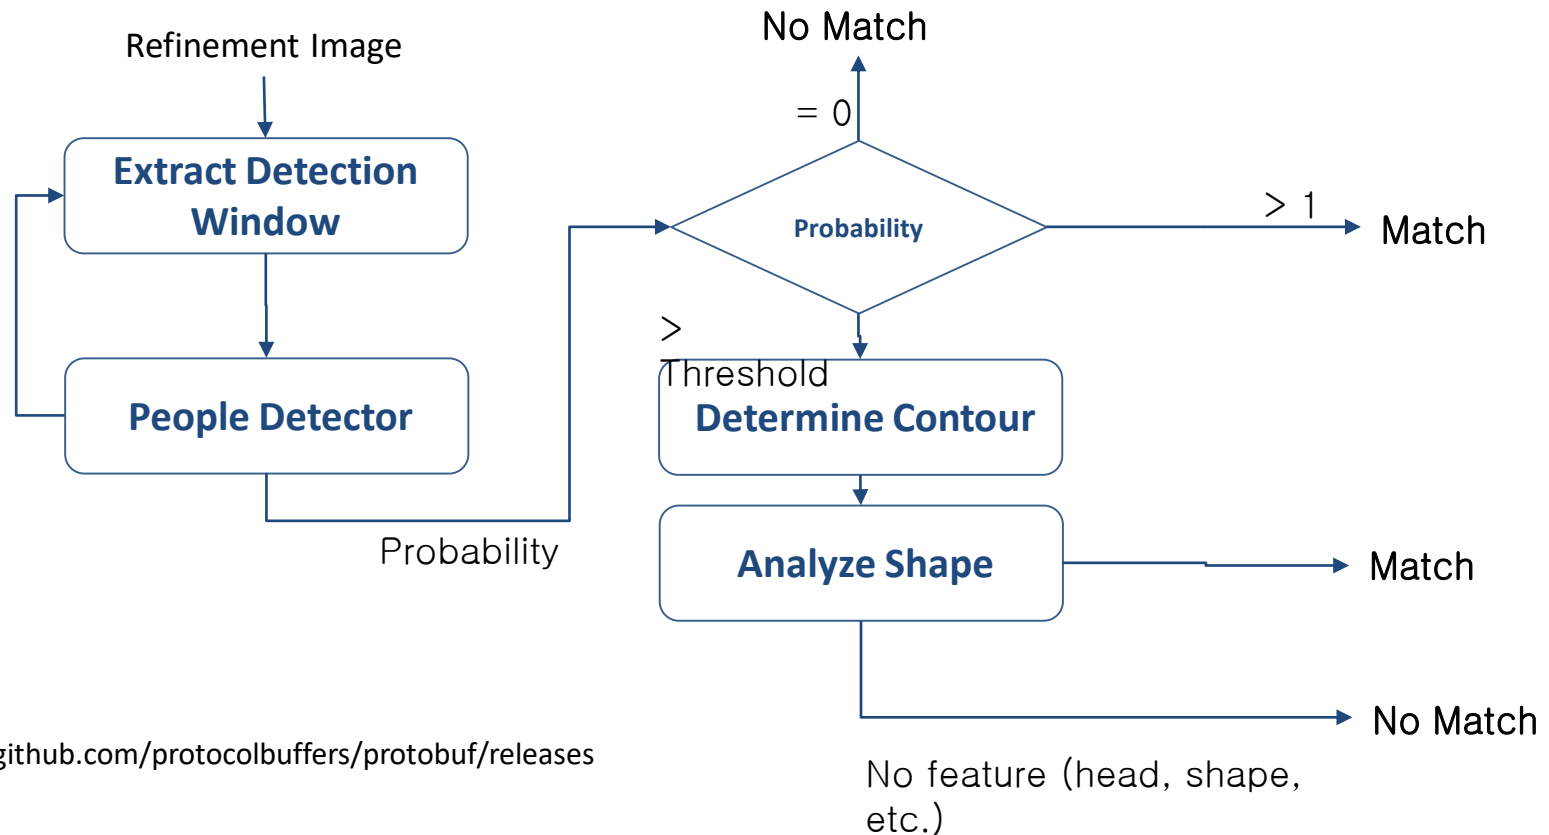 Refinement Image
Extract Detection
Window
People Detector
Probability
No Match
= 0
Probability
> 1
Match
>
Threshold
Determine Contour
Analyze Shape
Match
No Match
No feature (head, shape,
etc.)
github.com/protocolbuffers/protobuf/releases